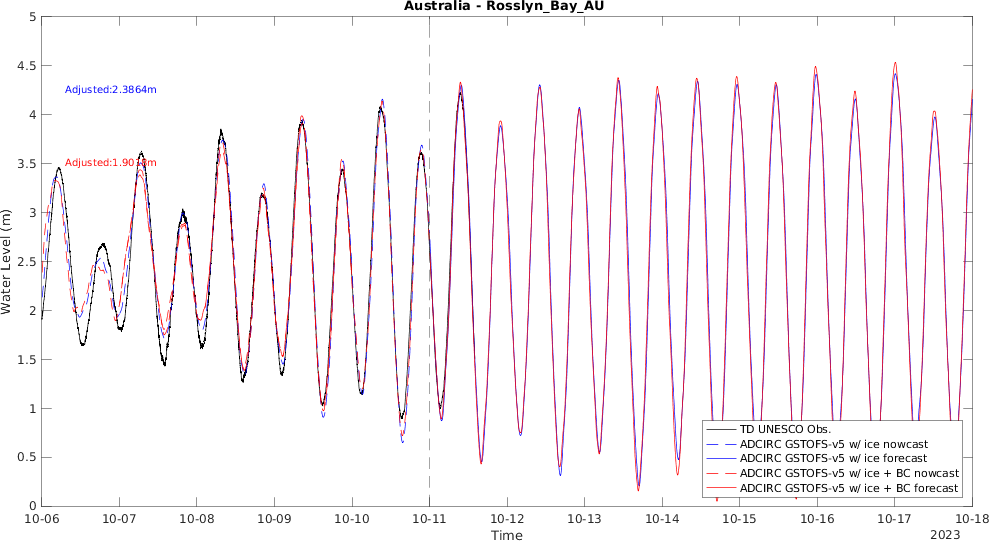 Australia - Rosslyn_Bay_AU
Water Level (m)
5
4.5
4
3.5
3
2.5
2
1.5
1
0.5
0
Adjusted:2.3864m
TD UNESCO Obs.
ADCIRC GSTOFS-v5 w/ ice nowcast
ADCIRC GSTOFS-v5 w/ ice forecast
ADCIRC GSTOFS-v5 w/ ice + BC nowcast
ADCIRC GSTOFS-v5 w/ ice + BC forecast
10-06 10-07 10-08 10-09 10-10 10-11 10-12 10-13 10-14 10-15 10-16 10-17 10-18
Time
2023